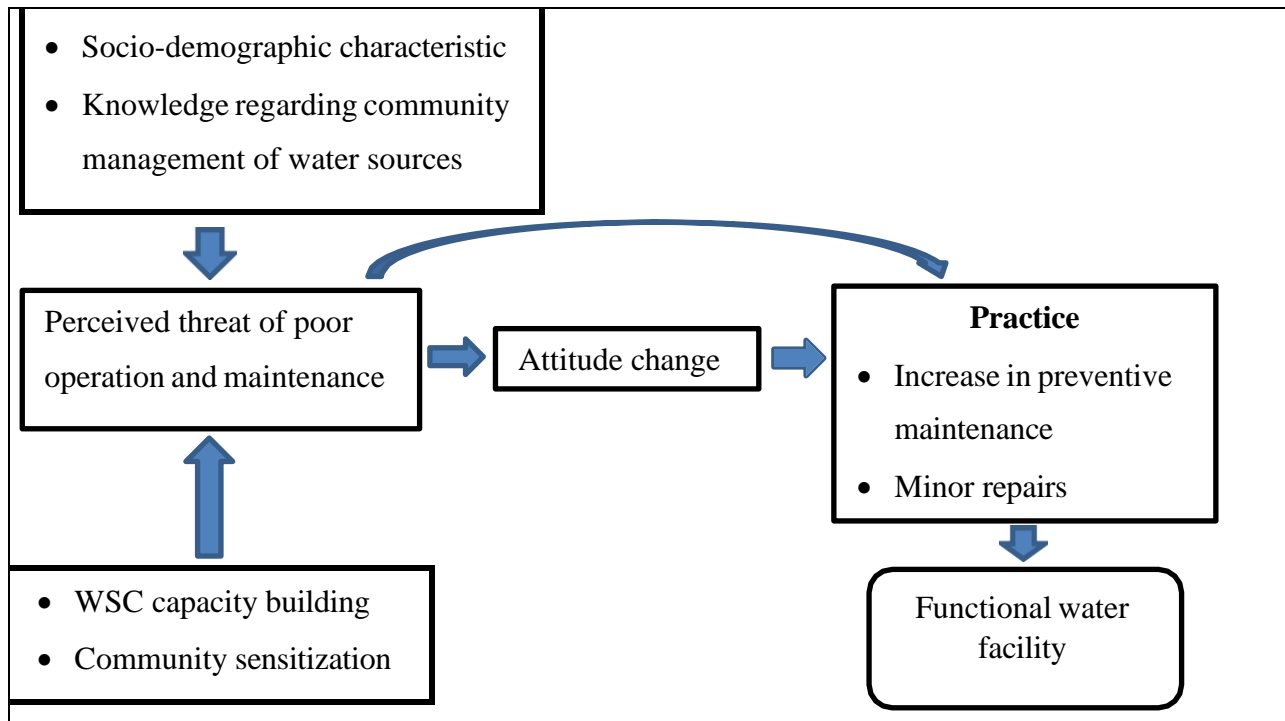 • Socio-demographic characteristic
• Knowledge regarding community
management of water sources
Perceived threat of poor
operation and maintenance
Attitude change
Practice
• Increase in preventive
maintenance
• Minor repairs
• WSC capacity building
• Community sensitization
Functional water
facility